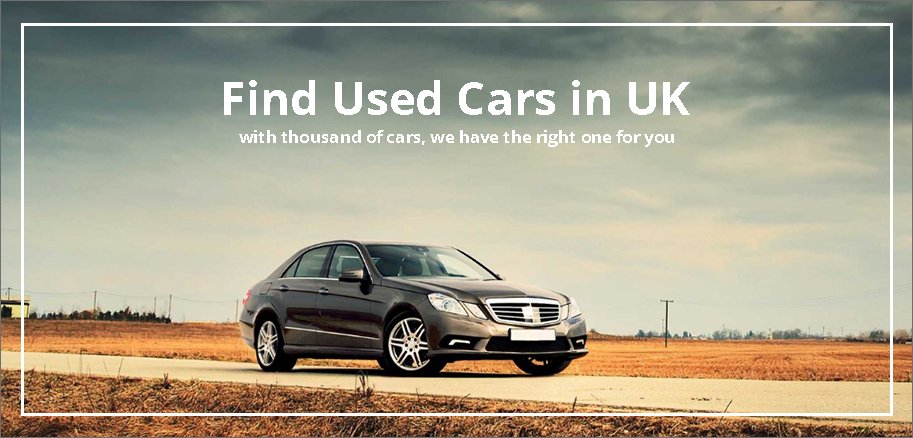 Find Used Cars in UK
with thousand of cars, we have the right one for you